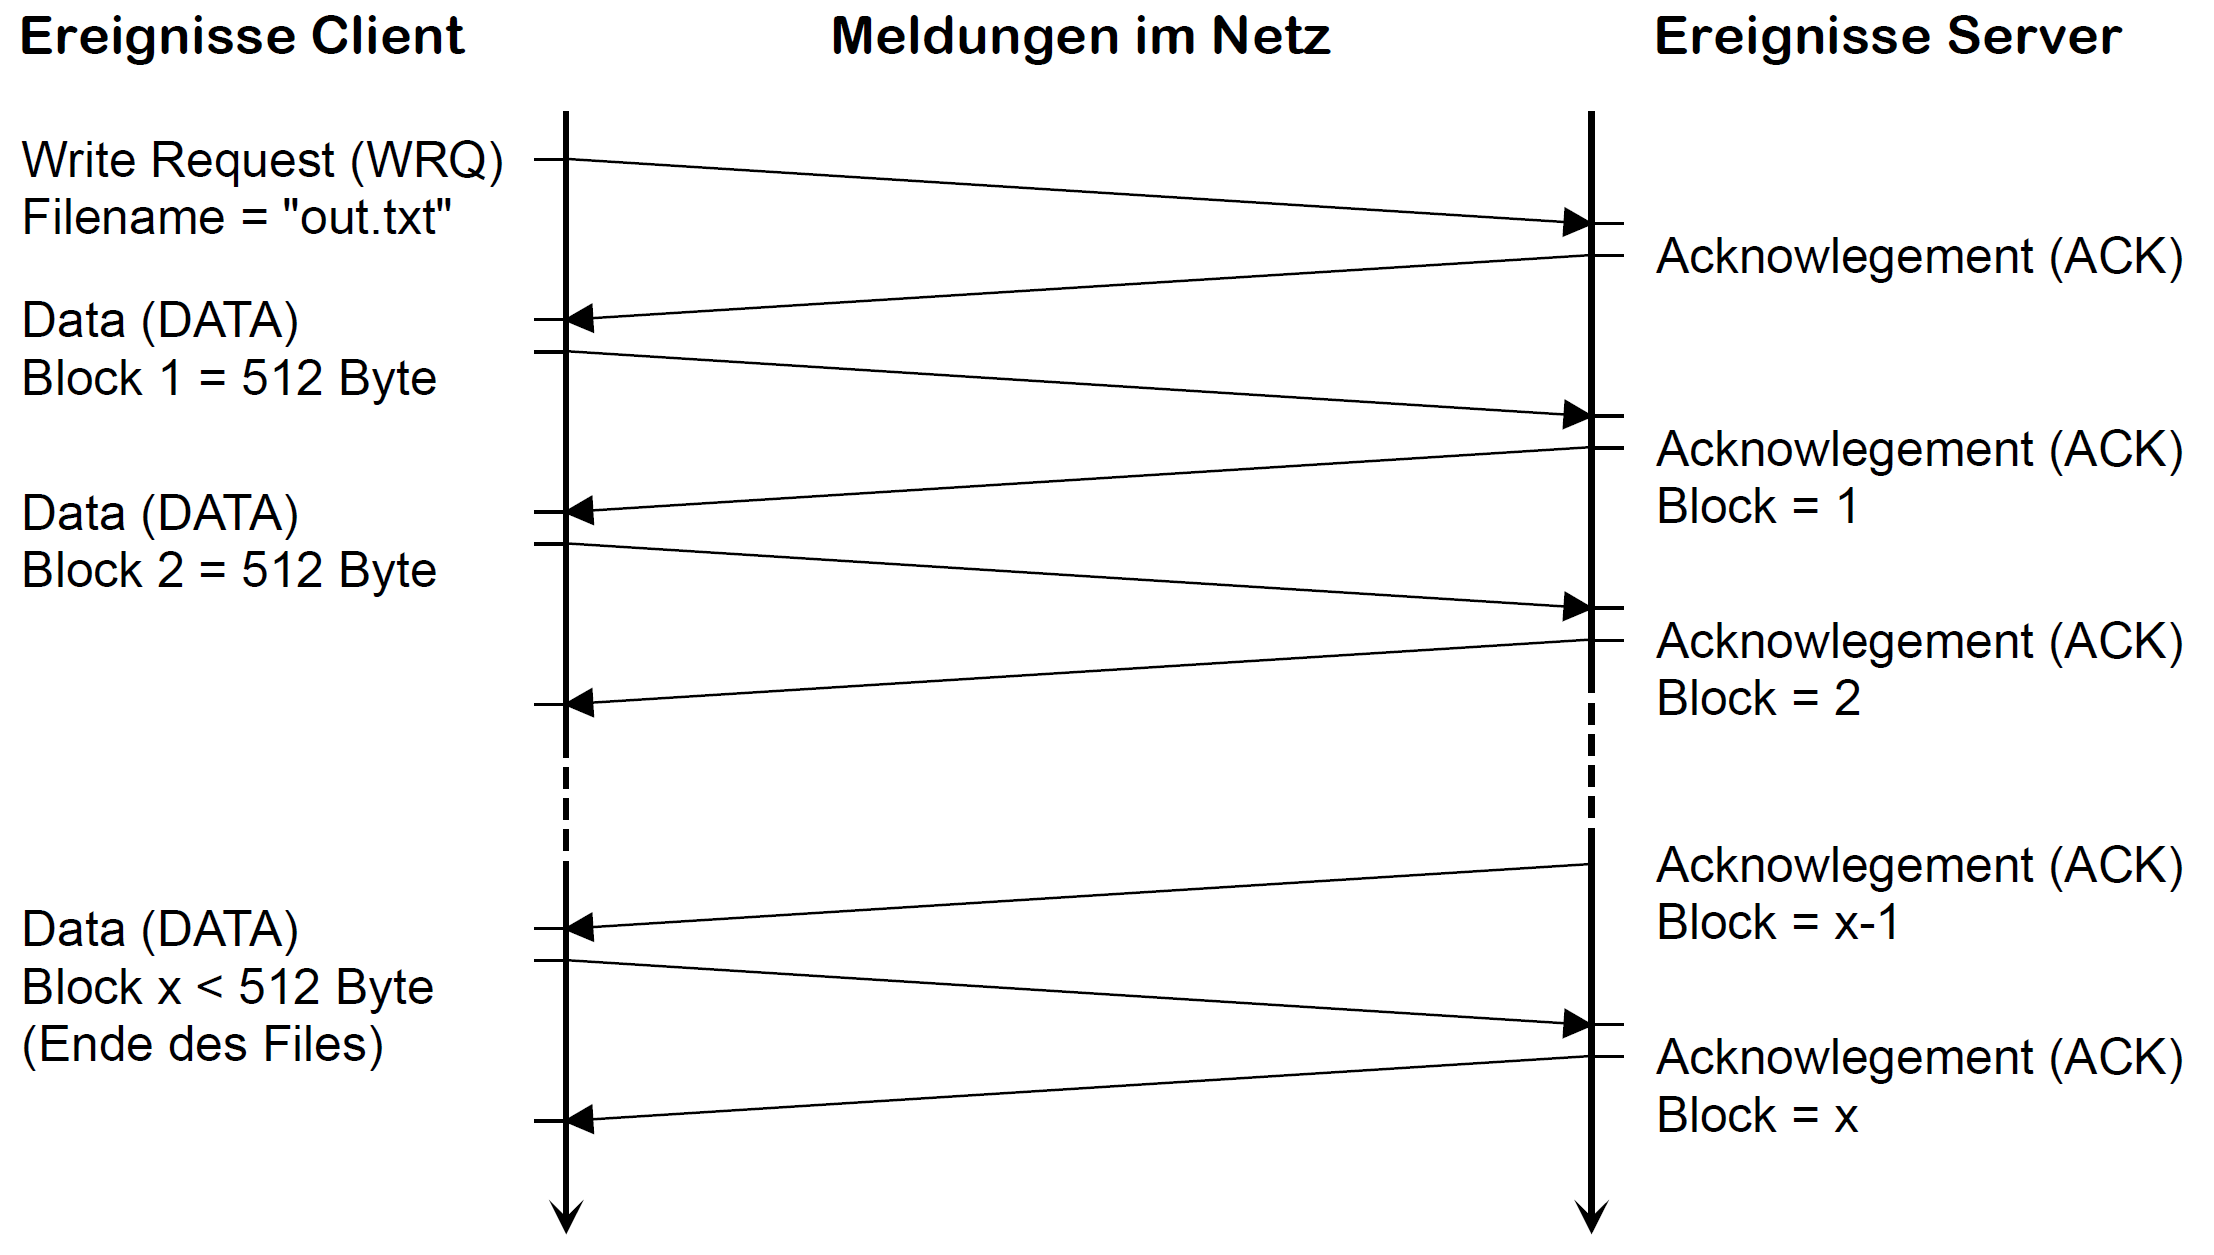 Ereignisse Client
Meldungen im Netz
Ereignisse Server
Write Request (WRQ)
Filename = "out.txt"
Acknowlegement (ACK)
Data (DATA)
Block 1 = 512 Byte
Acknowlegement (ACK)
Block = 1
Data (DATA)
Block 2 = 512 Byte
Acknowlegement (ACK)
Block = 2
Acknowlegement (ACK)
Block = x-1
Data (DATA)
Block x < 512 Byte
(Ende des Files)
Acknowlegement (ACK)
Block = x